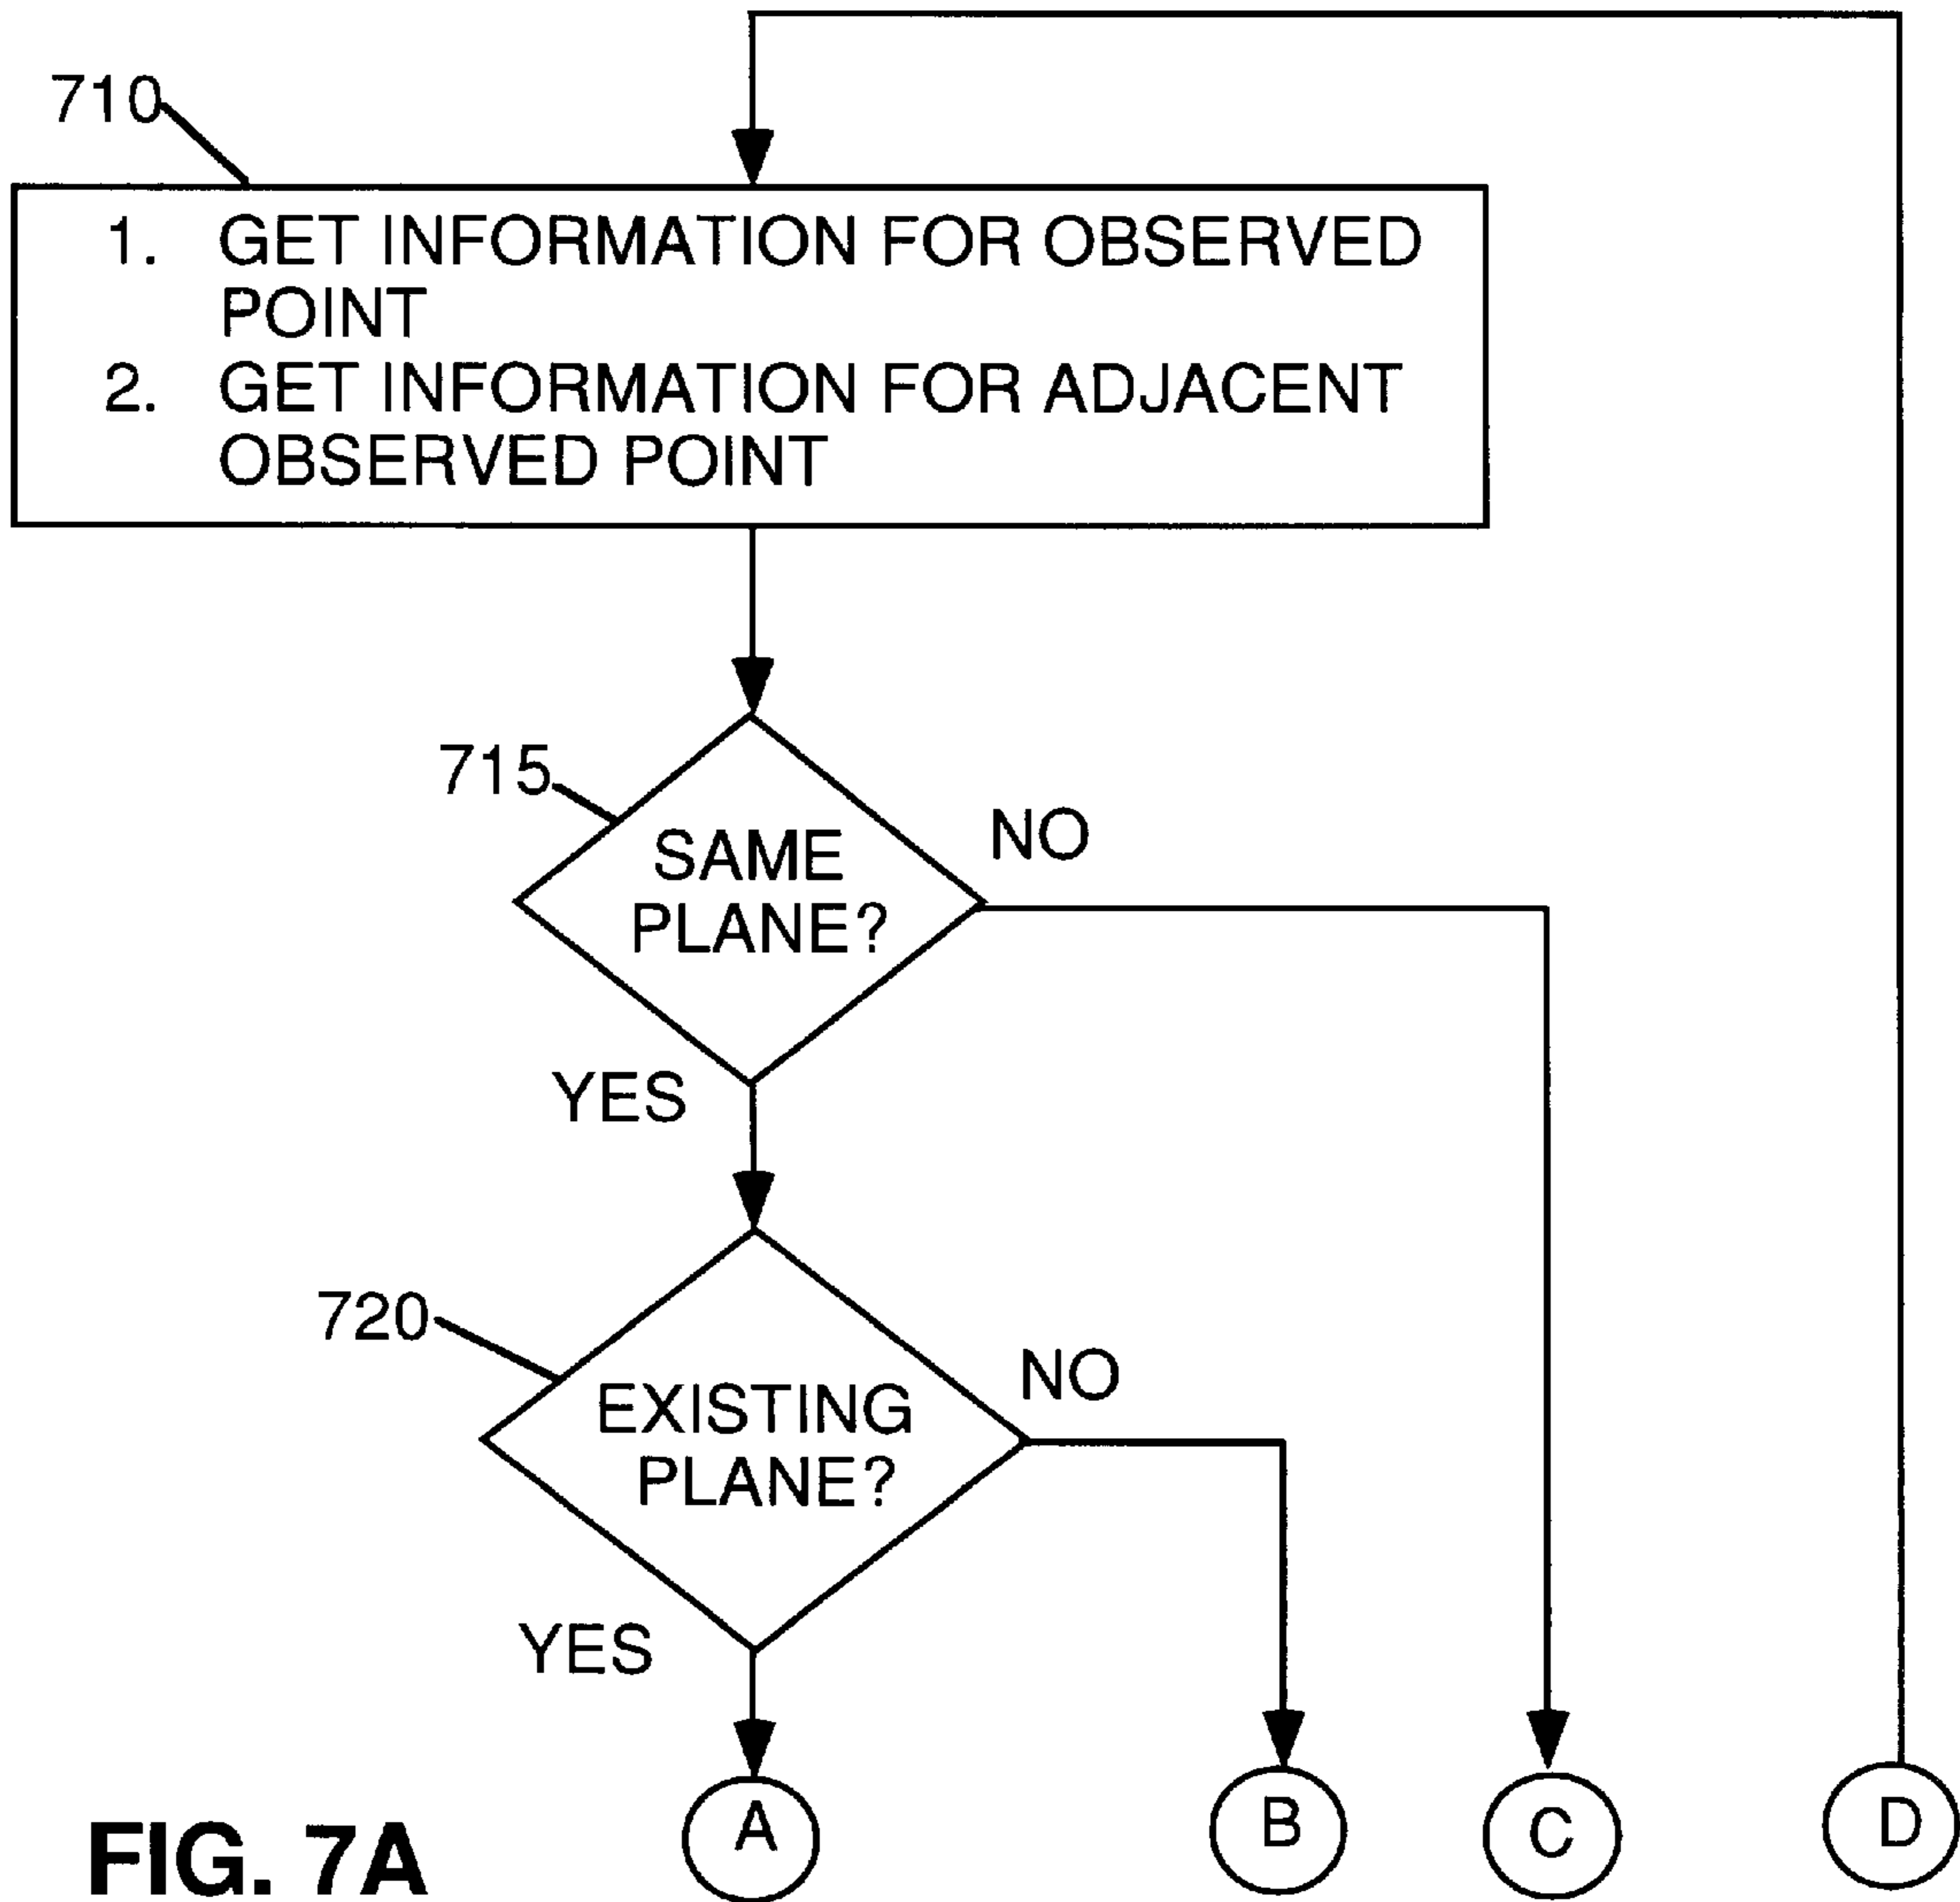 710
1. GET INFORMATION FOR OBSERVED
POINT
2. GET INFORMATION FOR ADJACENT
OBSERVED POINT
715
NO
SAME
PLANE?
YES
720
NO
EXISTING
PLANE?
YES
A
B
C
D
FIG. 7A